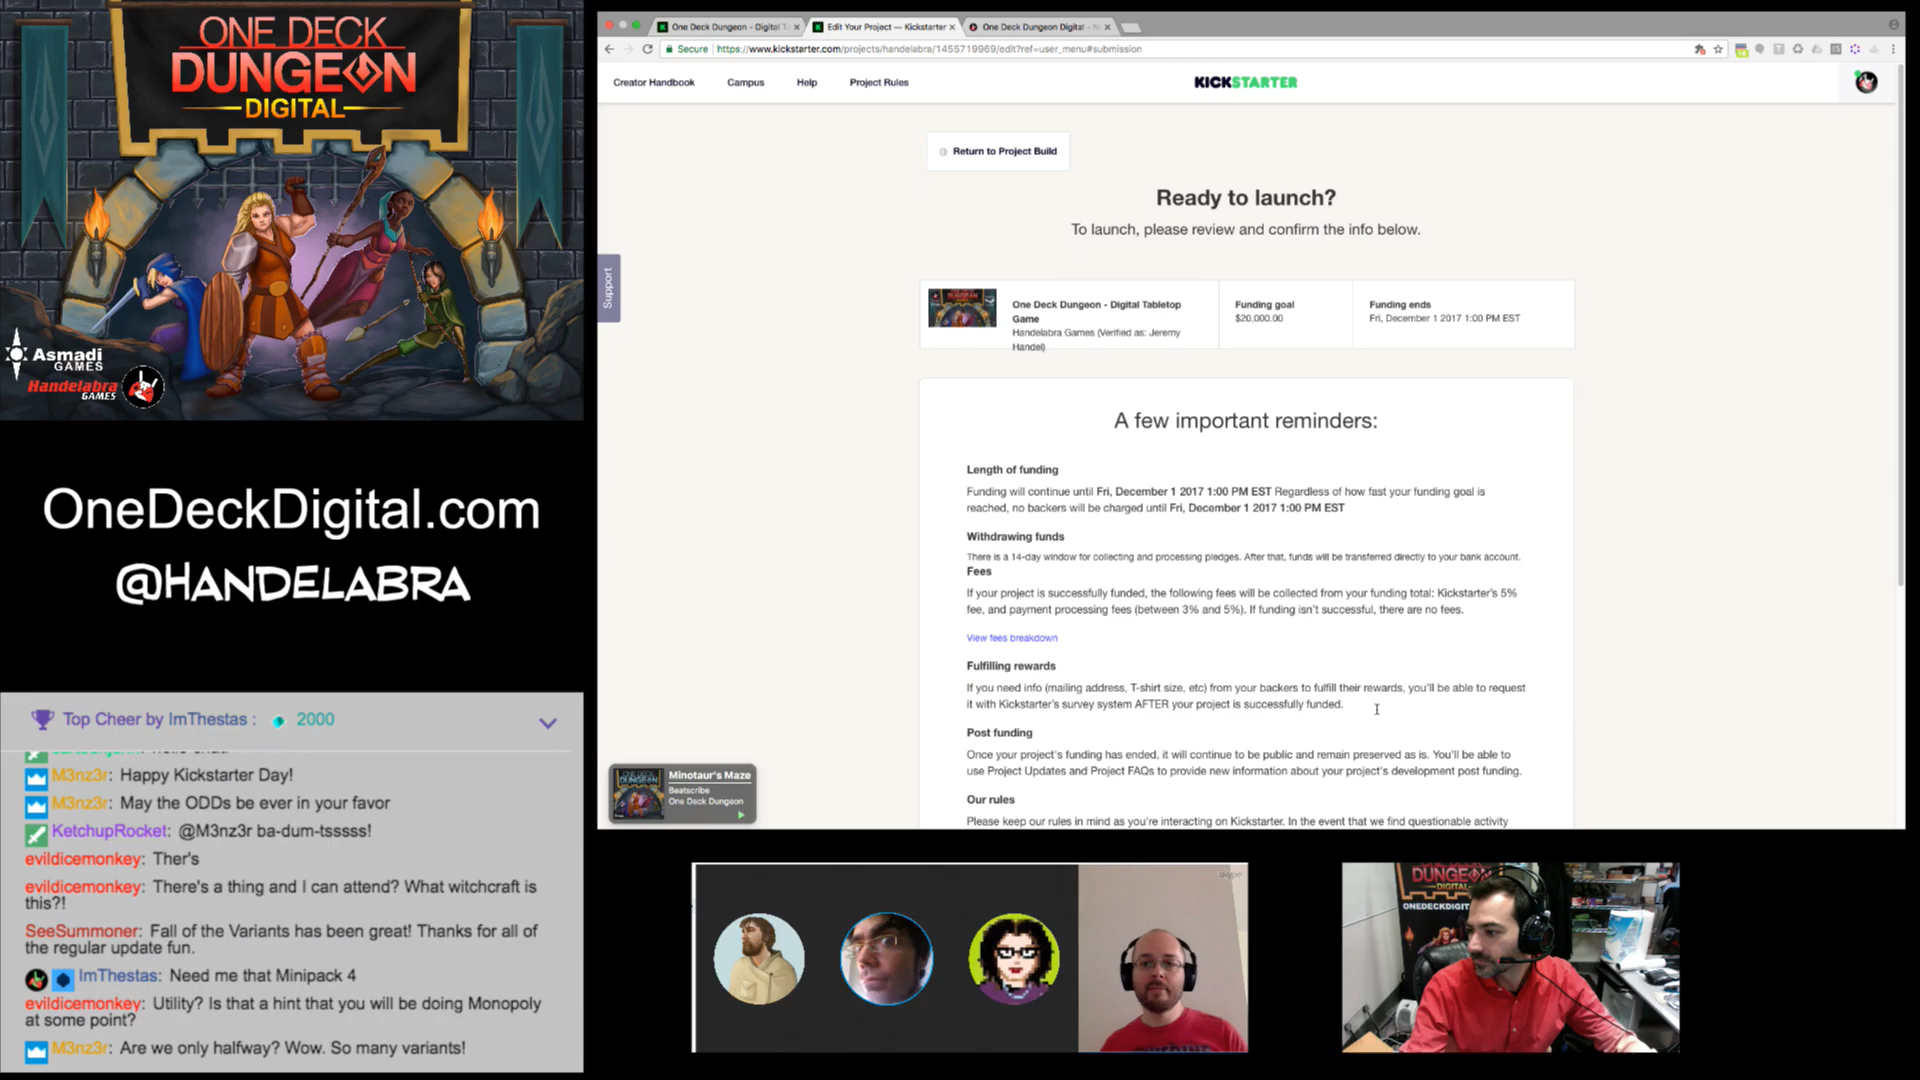 ONE DECK
DUNGEON
DIGITAL
Asmadi
GAMES
Handelabra
GAMES
OneDeckDigital.com
@HANDELABRA
Top Cheer by ImThestas : 2000
M3nz3r: Happy Kickstarter Day!
M3nz3r: May the ODDs be ever in your favor
KetchupRocket: @M3nz3r ba-dum-tsssss!
evildicemonkey: Ther's
evildicemonkey: There's a thing and I can attend? What witchcraft is
this?!
SeeSummoner: Fall of the Variants has been great! Thanks for all of
the regular update fun.
ImThestas: Need me that Minipack 4
evildicemonkey: Utility? Is that a hint that you will be doing Monopoly
at some point?
M3nz3r: Are we only halfway? Wow. So many variants!
One Deck Dungeon - Digital T
Edit Your Project — Kickstarter
One Deck Dungeon Digital -
Secure
https://www.kickstarter.com/projects/handelabra/1455719969/edit?ref=user_menu#submission
Creator Handbook
Campus
Help
Project Rules
KICKSTARTER
Support
Return to Project Build
Ready to launch?
To launch, please review and confirm the info below.
One Deck Dungeon - Digital Tabletop
Game
Handelabra Games (Verified as: Jeremy
Handel)
Funding goal
$20,000.00
Funding ends
Fri, December 1 2017 1:00 PM EST
A few important reminders:
Length of funding
Funding will continue until Fri, December 1 2017 1:00 PM EST Regardless of how fast your funding goal is
reached, no backers will be charged until Fri, December 1 2017 1:00 PM EST
Withdrawing funds
There is a 14-day window for collecting and processing pledges. After that, funds will be transferred directly to your bank account.
Fees
If your project is successfully funded, the following fees will be collected from your funding total: Kickstarter's 5%
fee, and payment processing fees (between 3% and 5%). If funding isn't successful, there are no fees.
View fees breakdown
Fulfilling rewards
If you need info (mailing address, T-shirt size, etc) from your backers to fulfill their rewards, you'll be able to request
it with Kickstarter's survey system AFTER your project is successfully funded.
Post funding
Once your project's funding has ended, it will continue to be public and remain preserved as is. You'll be able to
use Project Updates and Project FAQs to provide new information about your project's development post funding.
Our rules
Please keep our rules in mind as you're interacting on Kickstarter. In the event that we find questionable activity
Minotaur's Maze
Beatscribe
One Deck Dungeon
skype
DUNGEON
DIGITAL
ONEDECKDIGIT